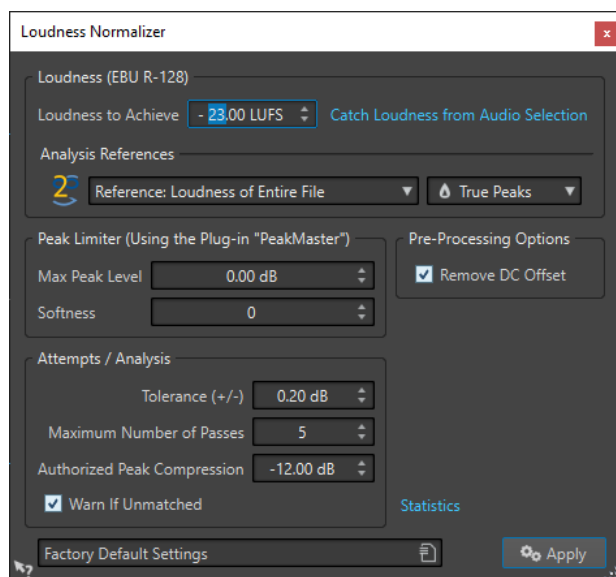 Loudness Normalizer
x
Loudness (EBU R-128)
Loudness to Achieve - 23.00 LUFS Catch Loudness from Audio Selection
Analysis References
2 Reference: Loudness of Entire File True Peaks
Peak Limiter (Using the Plug-in "PeakMaster") Pre-Processing Options
Max Peak Level 0.00 dB Remove DC Offset
Softness 0
Attempts / Analysis
Tolerance (+/-) 0.20 dB
Maximum Number of Passes 5
Authorized Peak Compression -12.00 dB
Warn If Unmatched Statistics
Factory Default Settings Apply
?